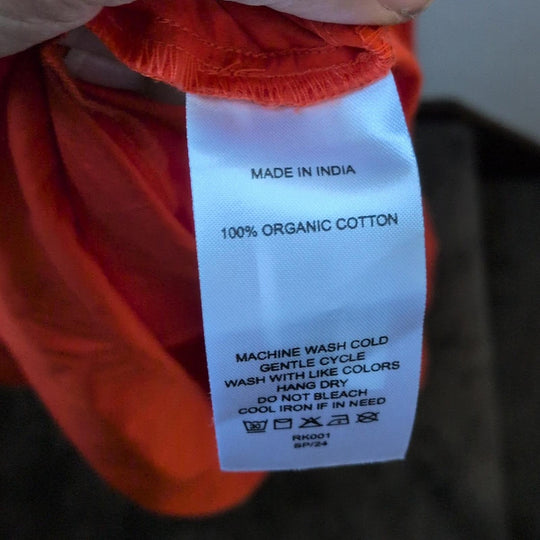 MADE IN INDIA
100% ORGANIC COTTON
MACHINE WASH COLD
GENTLE CYCLE
WASH WITH LIKE COLORS
HANG DRY
DO NOT BLEACH
COOL IRON IF IN NEED
RK001
SP/24